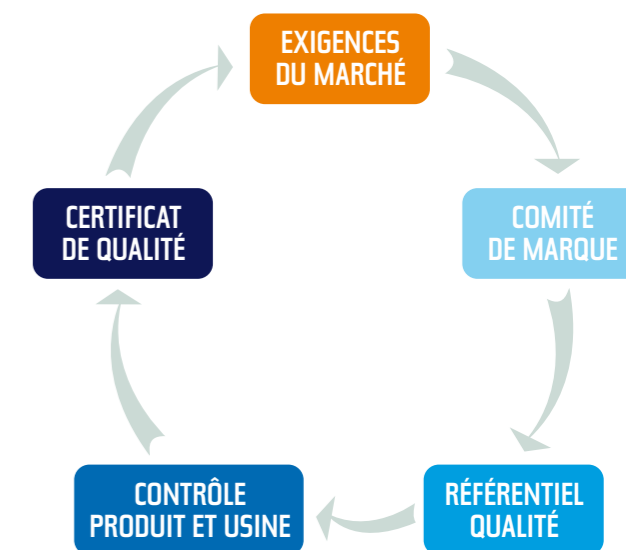 EXIGENCES
DU MARCHÉ
COMITÉ
DE MARQUE
RÉFÉRENTIEL
QUALITÉ
CONTRÔLE
PRODUIT ET USINE
CERTIFICAT
DE QUALITÉ